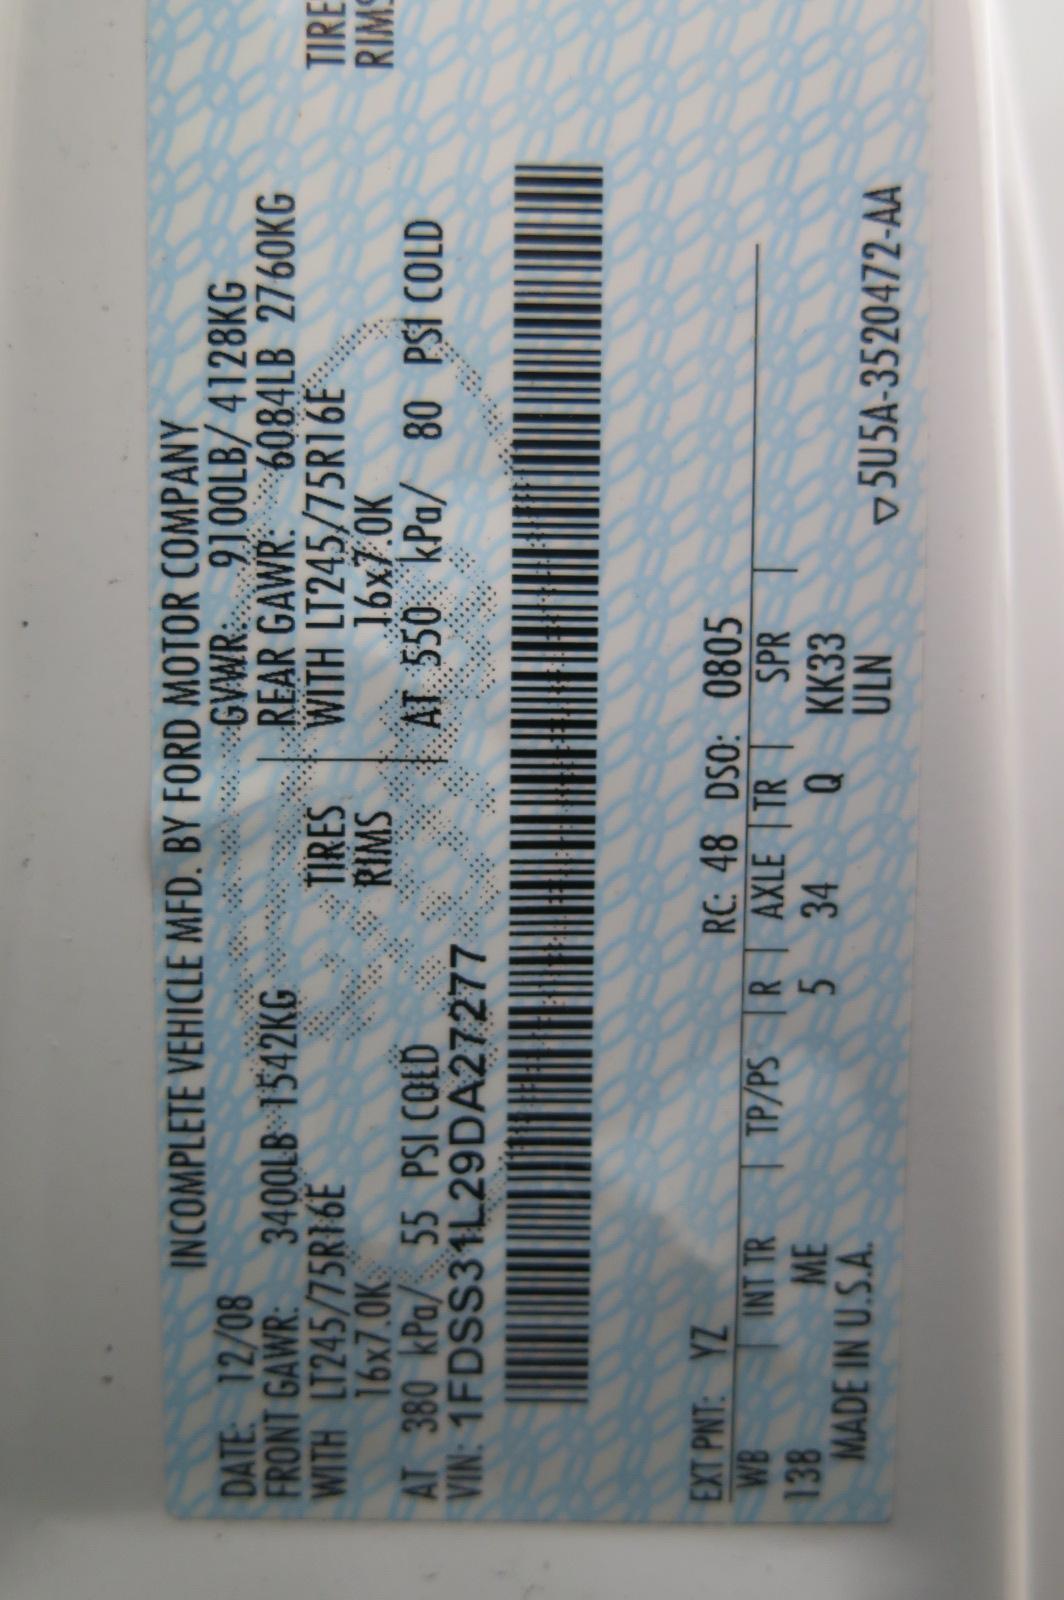 INCOMPLETE VEHICLE MFD. BY FORD MOTOR COMPANY
DATE: 12/08 GVWR: 9100LB/ 4128KG
FRONT GAWR: 3400LB 1542KG REAR GAWR: 6084LB 2760KG
WITH LT245/75R16E TIRES WITH LT245/75R16E TIRE
16x7.0K RIMS 16x7.0K RIMS
AT 380 kPa/ 55 PSI COLD AT 550 kPa/ 80 PSI COLD
VIN: 1FDSS31L29DA27277
EXT PNT: YZ RC: 48 DSO: 0805
WB INT TR TP/PS R AXLE TR SPR
138 ME 5 34 Q KK33
MADE IN U.S.A. ULN
▽5U5A-3520472-AA